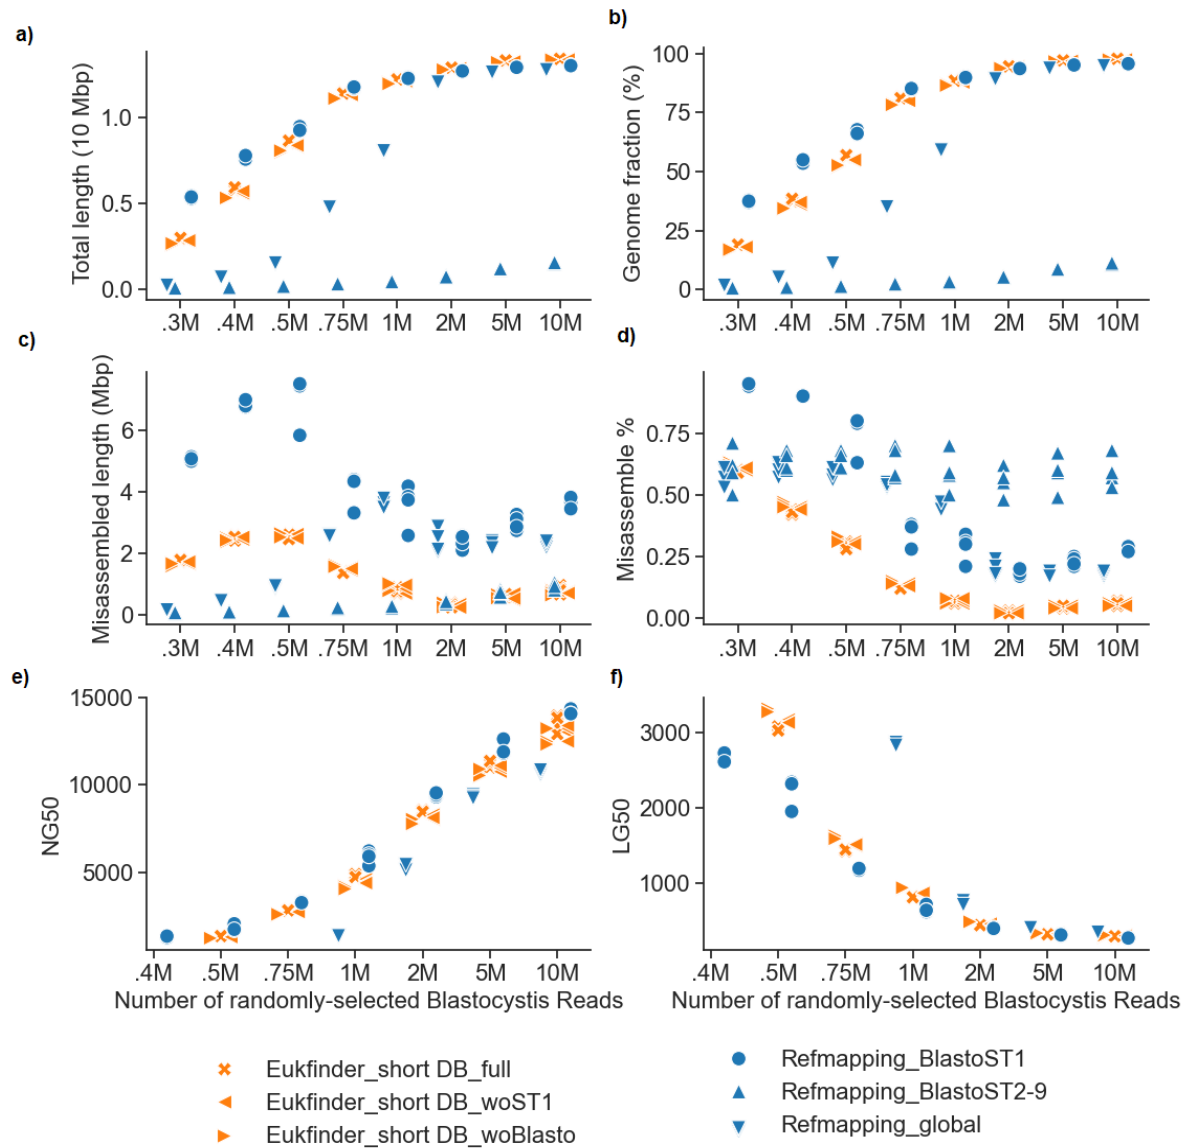 a)
Total length (10 Mbp)
1.0
0.5
0.0
.3M .4M .5M .75M 1M 2M 5M 10M
b)
Genome fraction (%)
100
75
50
25
0
.3M .4M .5M .75M 1M 2M 5M 10M
c)
Misassembled length (Mbp)
6
4
2
0
.3M .4M .5M .75M 1M 2M 5M 10M
d)
Misassemble %
0.75
0.50
0.25
0.00
.3M .4M .5M .75M 1M 2M 5M 10M
e)
NG50
15000
10000
5000
.4M .5M .75M 1M 2M 5M 10M
Number of randomly-selected Blastocystis Reads
f)
LG50
3000
2000
1000
.4M .5M .75M 1M 2M 5M 10M
Number of randomly-selected Blastocystis Reads
Eukfinder_short DB_full
Eukfinder_short DB_woST1
Eukfinder_short DB_woBlasto
Refmapping_BlastoST1
Refmapping_BlastoST2-9
Refmapping_global